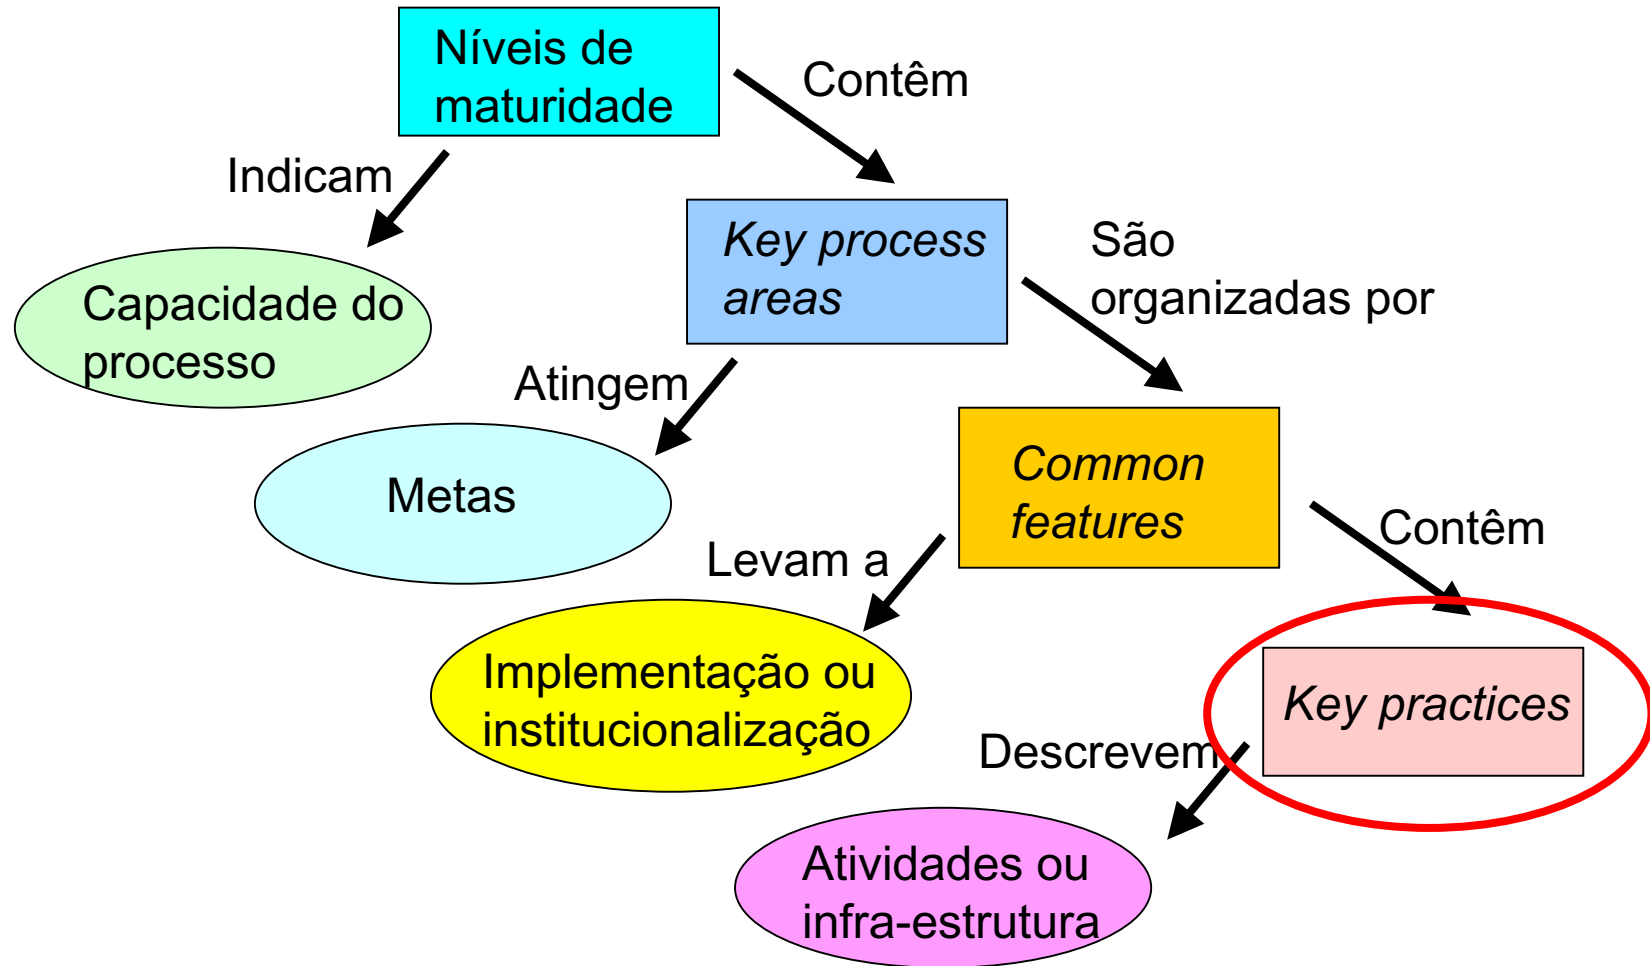 Níveis de
maturidade
Contêm
Indicam
Key process
areas
São
organizadas por
Capacidade do
processo
Atingem
Common
features
Metas
Contêm
Levam a
Implementação ou
institucionalização
Key practices
Descrevem
Atividades ou
infra-estrutura